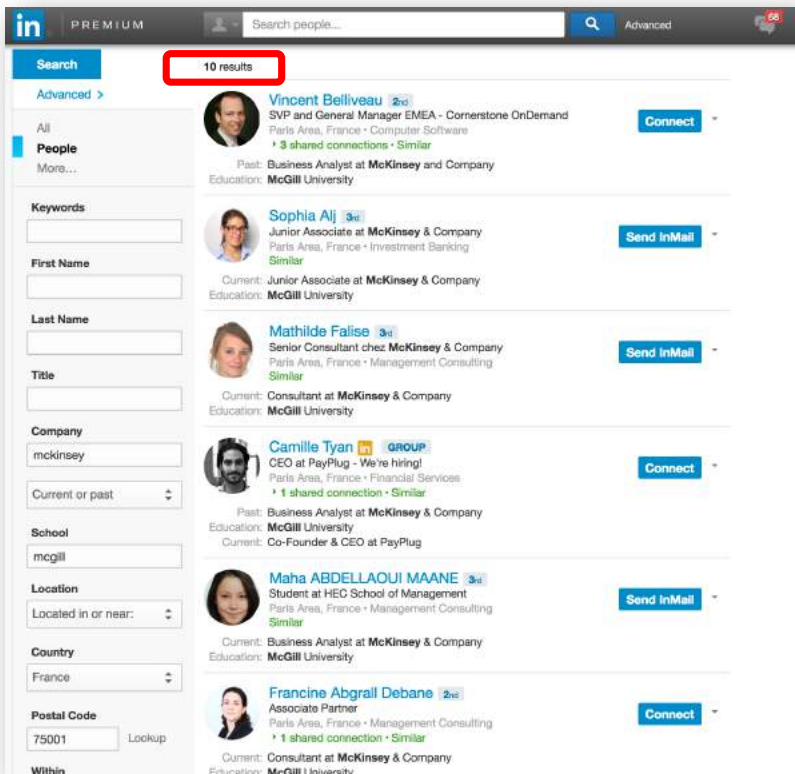 in PREMIUM
Search people...
Advanced
68
Search
10 results
Advanced >
All
People
More...
Keywords
First Name
Last Name
Title
Company
mckinsey
Current or past
School
mcgill
Location
Located in or near:
Country
France
Postal Code
75001 Lookup
Within
Vincent Belliveau 2nd
SVP and General Manager EMEA - Cornerstone OnDemand
Paris Area, France • Computer Software
3 shared connections • Similar
Past: Business Analyst at McKinsey and Company
Education: McGill University
Connect
Sophia Alj 3rd
Junior Associate at McKinsey & Company
Paris Area, France • Investment Banking
Similar
Current: Junior Associate at McKinsey & Company
Education: McGill University
Send InMail
Mathilde Falise 3rd
Senior Consultant chez McKinsey & Company
Paris Area, France • Management Consulting
Similar
Current: Consultant at McKinsey & Company
Education: McGill University
Send InMail
Camille Tyan in GROUP
CEO at PayPlug - We're hiring!
Paris Area, France • Financial Services
1 shared connection • Similar
Past: Business Analyst at McKinsey & Company
Education: McGill University
Current: Co-Founder & CEO at PayPlug
Connect
Maha ABDELLAOUI MAANE 3rd
Student at HEC School of Management
Paris Area, France • Management Consulting
Similar
Current: Business Analyst at McKinsey & Company
Education: McGill University
Send InMail
Francine Abgrall Debane 2nd
Associate Partner
Paris Area, France • Management Consulting
1 shared connection • Similar
Current: Consultant at McKinsey & Company
Education: McGill University
Connect